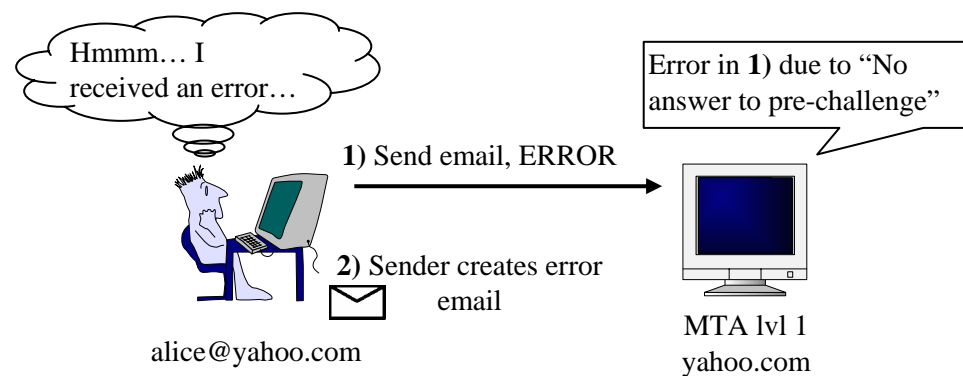 Hmmm… I
received an error…
Error in 1) due to “No
answer to pre-challenge”
1) Send email, ERROR
2) Sender creates error
email
alice@yahoo.com
MTA lvl 1
yahoo.com